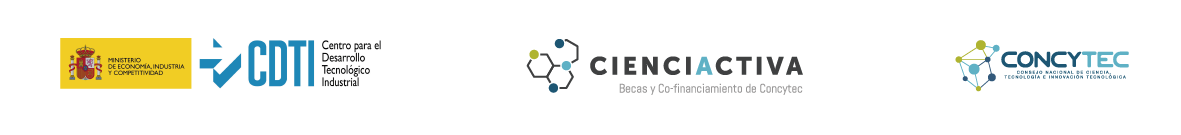 MINISTERIO
DE ECONOMÍA, INDUSTRIA
Y COMPETITIVIDAD
CDTI
Centro para el
Desarrollo
Tecnológico
Industrial
CIENCIACTIVA
Becas y Co-financiamiento de Concytec
CONCYTEC
CONSEJO NACIONAL DE CIENCIA,
TECNOLOGÍA E INNOVACIÓN TECNOLÓGICA